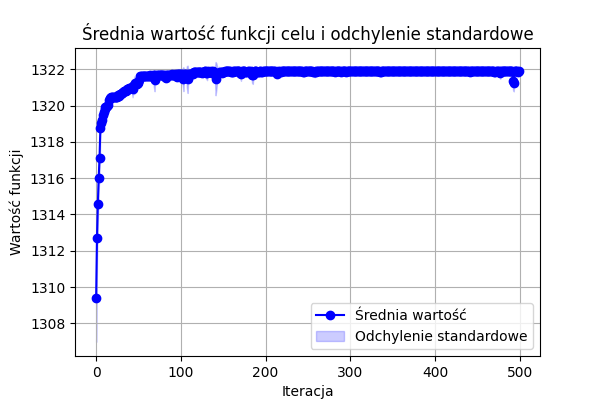 Średnia wartość funkcji celu i odchylenie standardowe
Wartość funkcji
1322
1320
1318
1316
1314
1312
1310
1308
Średnia wartość
Odchylenie standardowe
0 100 200 300 400 500
Iteracja